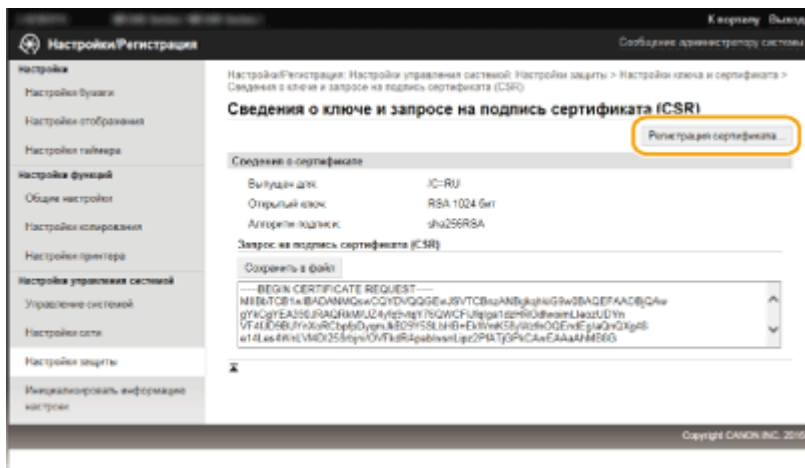 К порталу Выход
Настройки/Регистрация
Сообщение администратору системы
Настройка
Настройки бумаги
Настройки отображения
Настройки таймера
Настройки функций
Общие настройки
Настройки копирования
Настройки принтера
Настройки управления системой
Управление системой
Настройки сети
Настройки защиты
Инициализировать информацию
настроек
Настройки/Регистрация: Настройки управления системой: Настройки защиты > Настройки ключа и сертификата >
Сведения о ключе и запросе на подпись сертификата (CSR)
Сведения о ключе и запросе на подпись сертификата (CSR)
Регистрация сертификата...
Сведения о сертификате
Выпущен для: /C=RU
Открытый ключ: RSA 1024 бит
Алгоритм подписи: sha256RSA
Запрос на подпись сертификата (CSR)
Сохранить в файл
-----BEGIN CERTIFICATE REQUEST-----
Copyright CANON INC. 2016